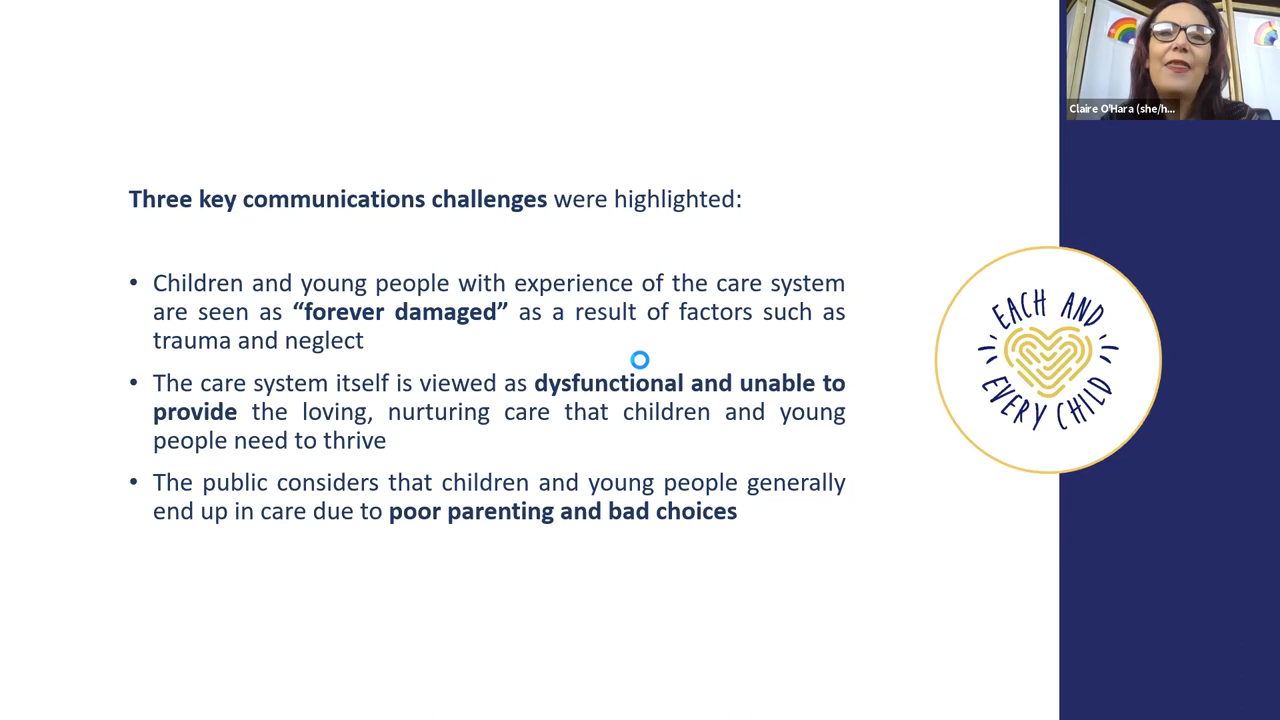 Claire O'Hara (she/h...
Three key communications challenges were highlighted:
• Children and young people with experience of the care system
are seen as “forever damaged” as a result of factors such as
trauma and neglect
• The care system itself is viewed as dysfunctional and unable to
provide the loving, nurturing care that children and young
people need to thrive
• The public considers that children and young people generally
end up in care due to poor parenting and bad choices
EACH AND
EVERY CHILD